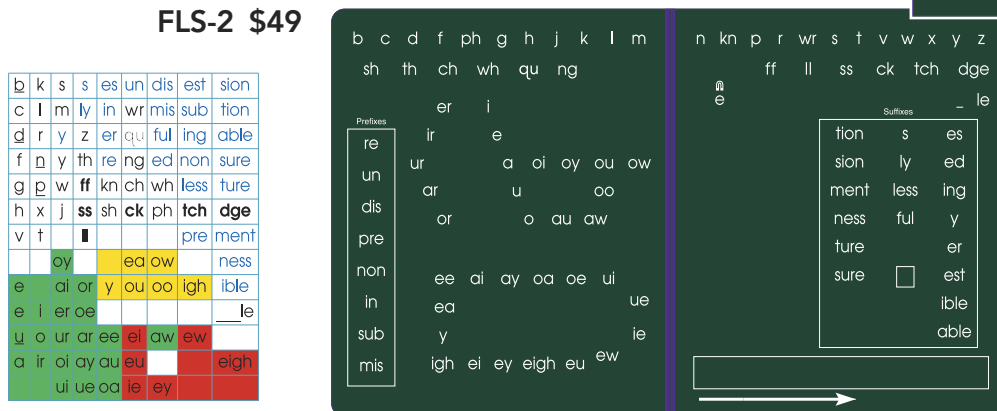 FLS-2 $49
b k s s es un dis est sion
c l m ly in wr mis sub tion
d r y z er qu ful ing able
f n y th re ng ed non sure
g p w ff kn ch wh less ture
h x j ss sh ck ph tch dge
v t pre ment
oy ea ow ness
e ai or y ou oo igh ible
e i er oe ___le
u o ur ar ee ei aw ew
a ir oi ay au eu eigh
ui ue oa ie ey
b c d f ph g h j k l m
sh th ch wh qu ng
er i
Prefixes
re
un
dis
pre
non
in
sub
mis
ir e
ur a oi oy ou ow
ar u oo
or o au aw
ee ai ay oa oe ui
ea ue
y ie
igh ei ey eigh eu ew
n kn p r wr s t v w x y z
ff ll ss ck tch dge
e _ le
Suffixes
tion s es
sion ly ed
ment less ing
ness ful y
ture er
sure est
ible
able